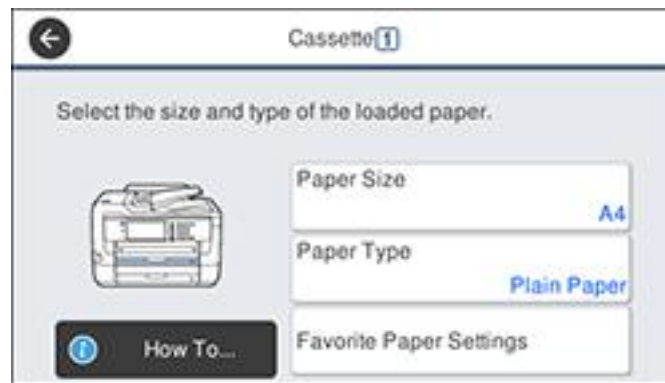 Cassette 1
Select the size and type of the loaded paper.
Paper Size
A4
Paper Type
Plain Paper
How To...
Favorite Paper Settings